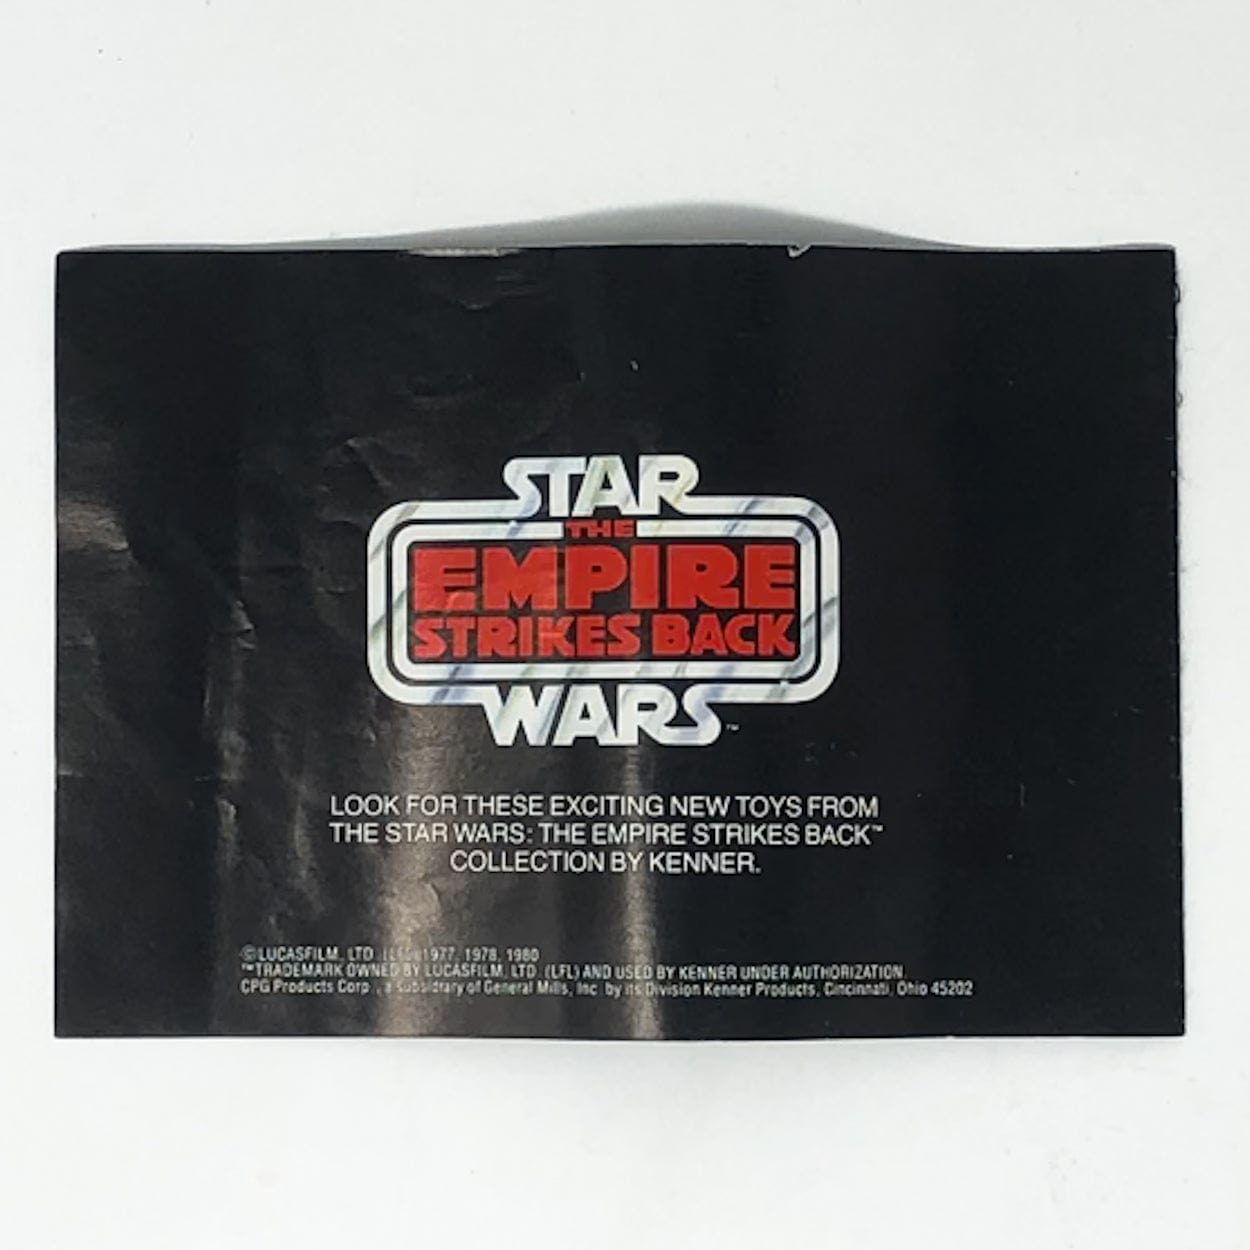 STAR
THE
EMPIRE
STRIKES BACK
WARS™
LOOK FOR THESE EXCITING NEW TOYS FROM
THE STAR WARS: THE EMPIRE STRIKES BACK™
COLLECTION BY KENNER.
©LUCASFILM, LTD. (LFL) 1977, 1978, 1980
™TRADEMARK OWNED BY LUCASFILM, LTD. (LFL) AND USED BY KENNER UNDER AUTHORIZATION.
CPG Products Corp., a subsidiary of General Mills, Inc. by its Division Kenner Products, Cincinnati, Ohio 45202